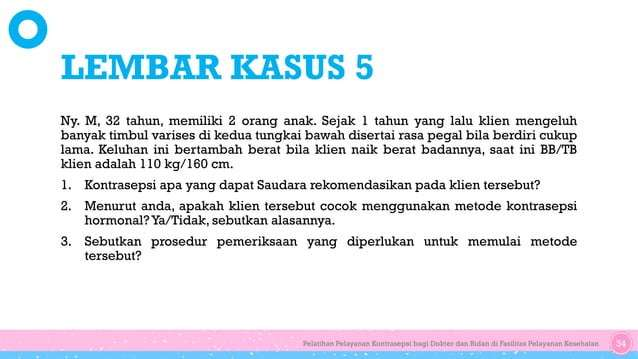 LEMBAR KASUS 5
Ny. M, 32 tahun, memiliki 2 orang anak. Sejak 1 tahun yang lalu klien mengeluh
banyak timbul varises di kedua tungkai bawah disertai rasa pegal bila berdiri cukup
lama. Keluhan ini bertambah berat bila klien naik berat badannya, saat ini BB/TB
klien adalah 110 kg/160 cm.
1. Kontrasepsi apa yang dapat Saudara rekomendasikan pada klien tersebut?
2. Menurut anda, apakah klien tersebut cocok menggunakan metode kontrasepsi
hormonal? Ya/Tidak, sebutkan alasannya.
3. Sebutkan prosedur pemeriksaan yang diperlukan untuk memulai metode
tersebut?
Pelatihan Pelayanan Kontrasepsi bagi Dokter dan Bidan di Fasilitas Pelayanan Kesehatan 34